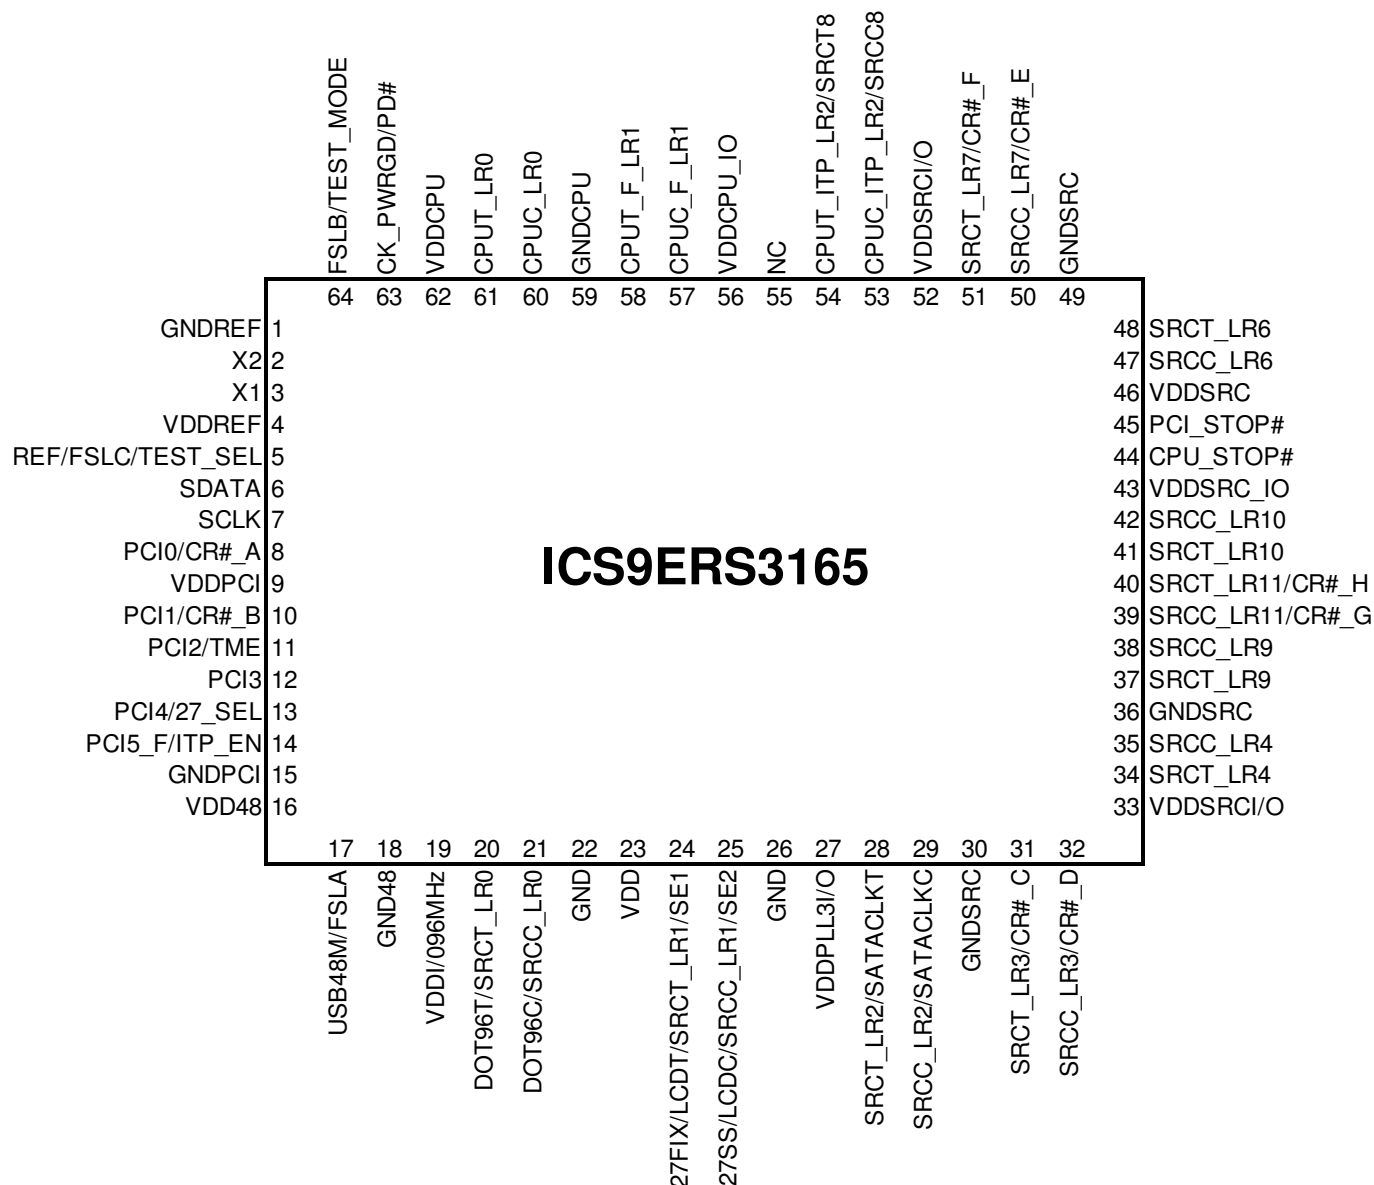 64 FSLB/TEST_MODE
63 CK_PWRGD/PD#
62 VDDCPU
61 CPUT_LR0
60 CPUC_LR0
59 GNDCPU
58 CPUT_F_LR1
57 CPUC_F_LR1
56 VDDCPU_IO
55 NC
54 CPUT_ITP_LR2/SRCT8
53 CPUC_ITP_LR2/SRCC8
52 VDDSRCI/O
51 SRCT_LR7/CR#_F
50 SRCC_LR7/CR#_E
49 GNDSRC
GNDREF 1
X2 2
X1 3
VDDREF 4
REF/FSLC/TEST_SEL 5
SDATA 6
SCLK 7
PCI0/CR#_A 8
VDDPCI 9
PCI1/CR#_B 10
PCI2/TME 11
PCI3 12
PCI4/27_SEL 13
PCI5_F/ITP_EN 14
GNDPCI 15
VDD48 16
ICS9ERS3165
48 SRCT_LR6
47 SRCC_LR6
46 VDDSRC
45 PCI_STOP#
44 CPU_STOP#
43 VDDSRC_IO
42 SRCC_LR10
41 SRCT_LR10
40 SRCT_LR11/CR#_H
39 SRCC_LR11/CR#_G
38 SRCC_LR9
37 SRCT_LR9
36 GNDSRC
35 SRCC_LR4
34 SRCT_LR4
33 VDDSRCI/O
17 USB48M/FSLA
18 GND48
19 VDDI/096MHz
20 DOT96T/SRCT_LR0
21 DOT96C/SRCC_LR0
22 GND
23 VDD
24 27FIX/LCDT/SRCT_LR1/SE1
25 27SS/LCDC/SRCC_LR1/SE2
26 GND
27 VDDPLL3I/O
28 SRCT_LR2/SATACLKT
29 SRCC_LR2/SATACLKC
30 GNDSRC
31 SRCT_LR3/CR#_C
32 SRCC_LR3/CR#_D